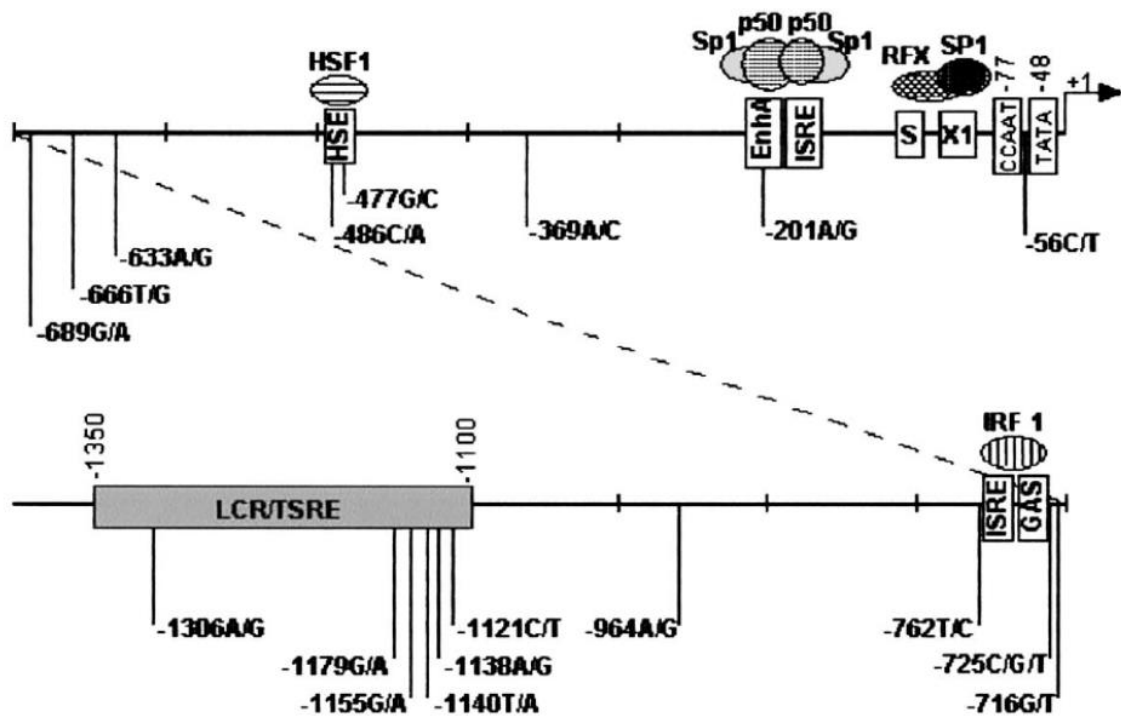 p50 p50
Sp1 Sp1
HSF1
RFX SP1
-77
-48
+1
HSE
EnhA
ISRE
S
X1
CCAAT
TATA
-477G/C
-486C/A
-369A/C
-201A/G
-56C/T
-633A/G
-666T/G
-689G/A
-1350
-1100
IRF 1
LCR/TSRE
ISRE
GAS
-1306A/G
-1121C/T
-964A/G
-762T/C
-1179G/A
-1138A/G
-725C/G/T
-1155G/A
-1140T/A
-716G/T